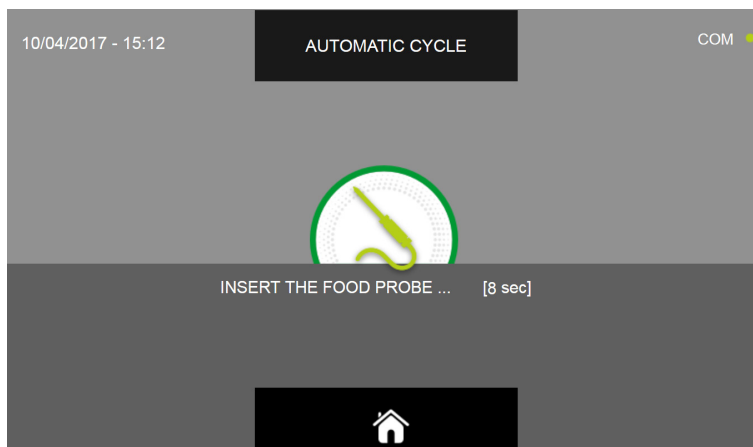 10/04/2017 - 15:12
AUTOMATIC CYCLE
COM
INSERT THE FOOD PROBE ... [8 sec]